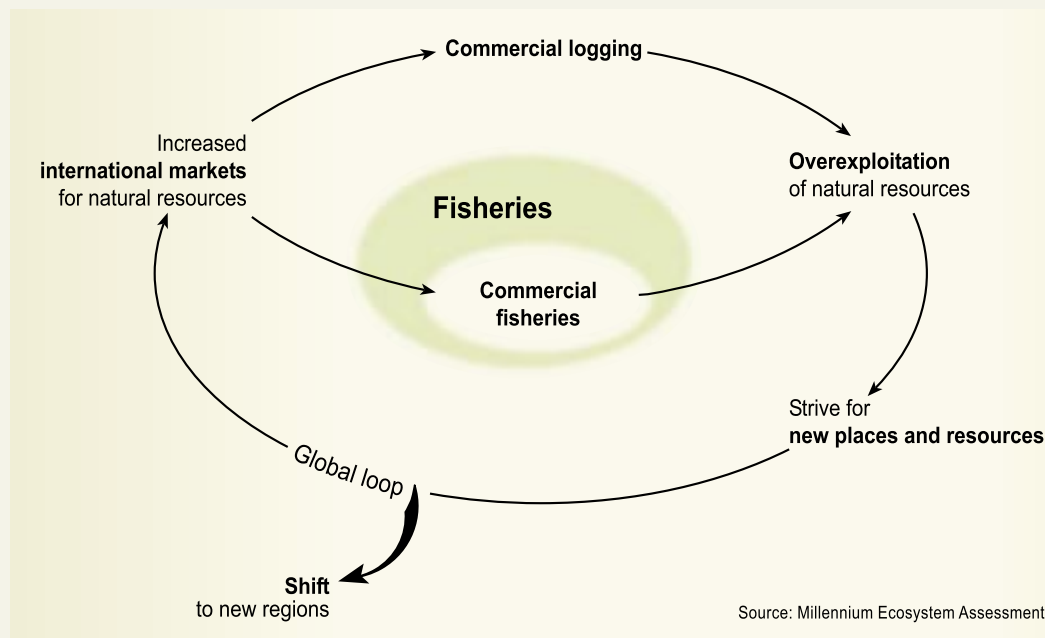 Commercial logging
Increased
international markets
for natural resources
Overexploitation
of natural resources
Fisheries
Commercial
fisheries
Strive for
new places and resources
Global loop
Shift
to new regions
Source: Millennium Ecosystem Assessment